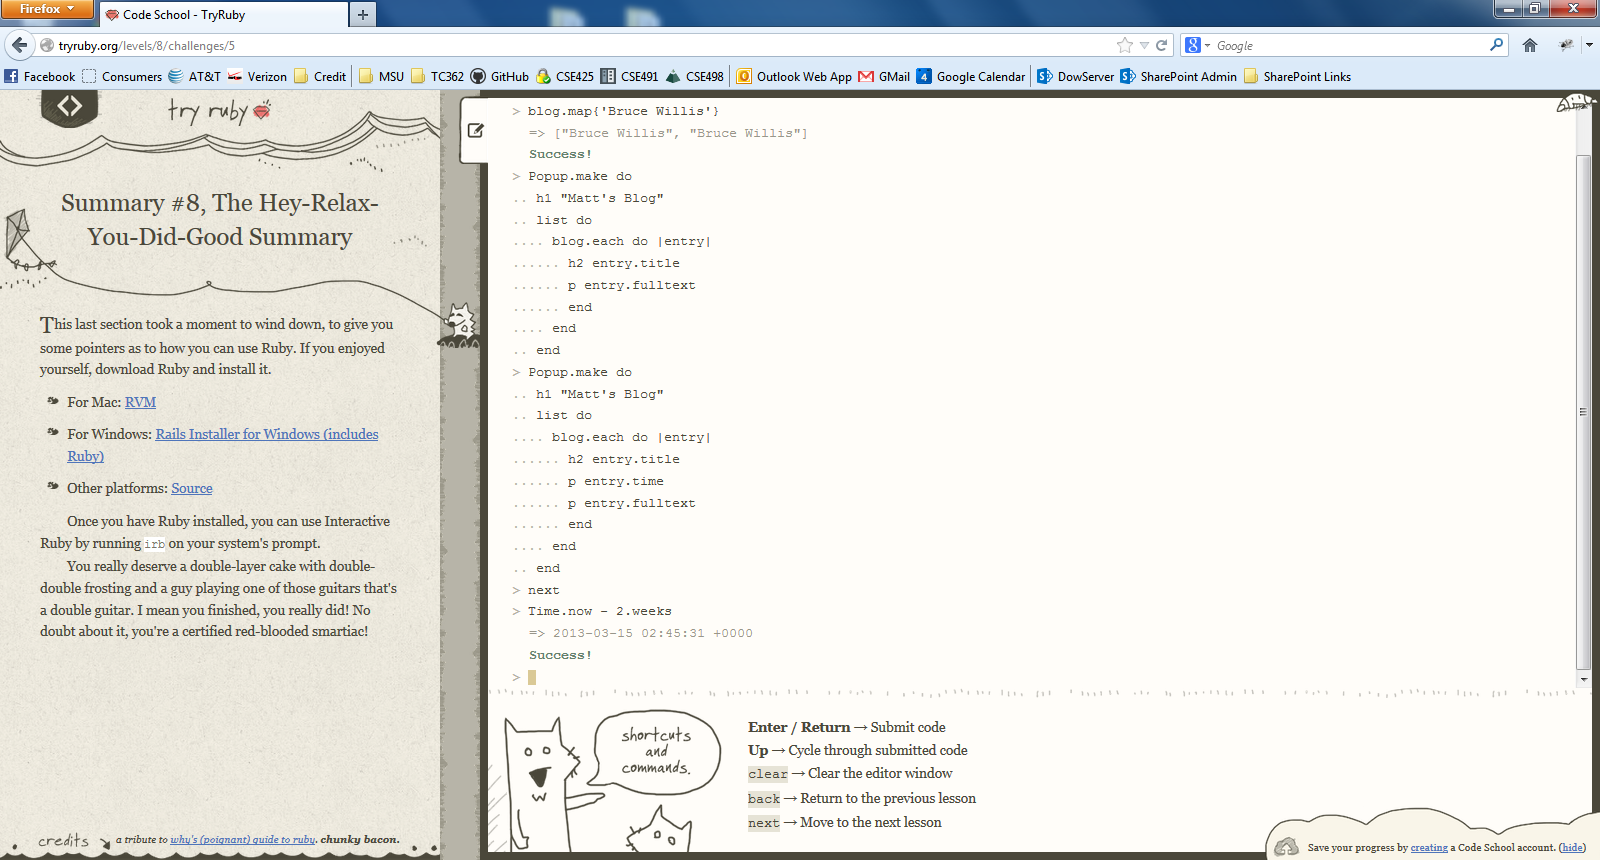 Firefox
Code School - TryRuby
tryruby.org/levels/8/challenges/5
Google
Facebook Consumers AT&T Verizon Credit MSU TC362 GitHub CSE425 CSE491 CSE498 Outlook Web App GMail 4 Google Calendar DowServer SharePoint Admin SharePoint Links
try ruby
Summary #8, The Hey-Relax-
You-Did-Good Summary
This last section took a moment to wind down, to give you
some pointers as to how you can use Ruby. If you enjoyed
yourself, download Ruby and install it.
For Mac: RVM
For Windows: Rails Installer for Windows (includes
Ruby)
Other platforms: Source
Once you have Ruby installed, you can use Interactive
Ruby by running irb on your system's prompt.
You really deserve a double-layer cake with double-
double frosting and a guy playing one of those guitars that's
a double guitar. I mean you finished, you really did! No
doubt about it, you're a certified red-blooded smartiac!
credits a tribute to why's (poignant) guide to ruby. chunky bacon.
> blog.map{'Bruce Willis'}
=> ["Bruce Willis", "Bruce Willis"]
Success!
> Popup.make do
.. h1 "Matt's Blog"
.. list do
.... blog.each do |entry|
...... h2 entry.title
...... p entry.fulltext
...... end
.... end
.. end
> Popup.make do
.. h1 "Matt's Blog"
.. list do
.... blog.each do |entry|
...... h2 entry.title
...... p entry.time
...... p entry.fulltext
...... end
.... end
.. end
> next
> Time.now - 2.weeks
=> 2013-03-15 02:45:31 +0000
Success!
>
shortcuts
and
commands.
Enter / Return → Submit code
Up → Cycle through submitted code
clear → Clear the editor window
back → Return to the previous lesson
next → Move to the next lesson
Save your progress by creating a Code School account. (hide)